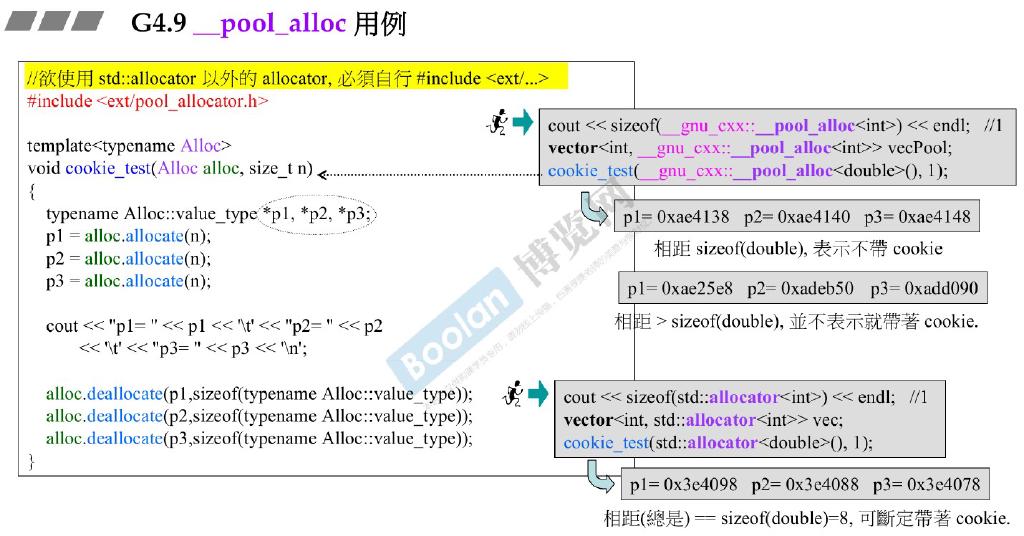 G4.9 __pool_alloc 用例
//欲使用 std::allocator 以外的 allocator, 必須自行 #include <ext/...>
#include <ext/pool_allocator.h>
template<typename Alloc>
void cookie_test(Alloc alloc, size_t n)
{
typename Alloc::value_type *p1, *p2, *p3;
p1 = alloc.allocate(n);
p2 = alloc.allocate(n);
p3 = alloc.allocate(n);
cout << "p1= " << p1 << '\t' << "p2= " << p2
<< '\t' << "p3= " << p3 << '\n';
alloc.deallocate(p1,sizeof(typename Alloc::value_type));
alloc.deallocate(p2,sizeof(typename Alloc::value_type));
alloc.deallocate(p3,sizeof(typename Alloc::value_type));
}
cout << sizeof(__gnu_cxx::__pool_alloc<int>) << endl; //1
vector<int, __gnu_cxx::__pool_alloc<int>> vecPool;
cookie_test(__gnu_cxx::__pool_alloc<double>(), 1);
p1= 0xae4138 p2= 0xae4140 p3= 0xae4148
相距 sizeof(double), 表示不帶 cookie
p1= 0xae25e8 p2= 0xadeb50 p3= 0xadd090
相距 > sizeof(double), 並不表示就帶著 cookie.
cout << sizeof(std::allocator<int>) << endl; //1
vector<int, std::allocator<int>> vec;
cookie_test(std::allocator<double>(), 1);
p1= 0x3e4098 p2= 0x3e4088 p3= 0x3e4078
相距(總是) == sizeof(double)=8, 可斷定帶著 cookie.
Boolan 博览网